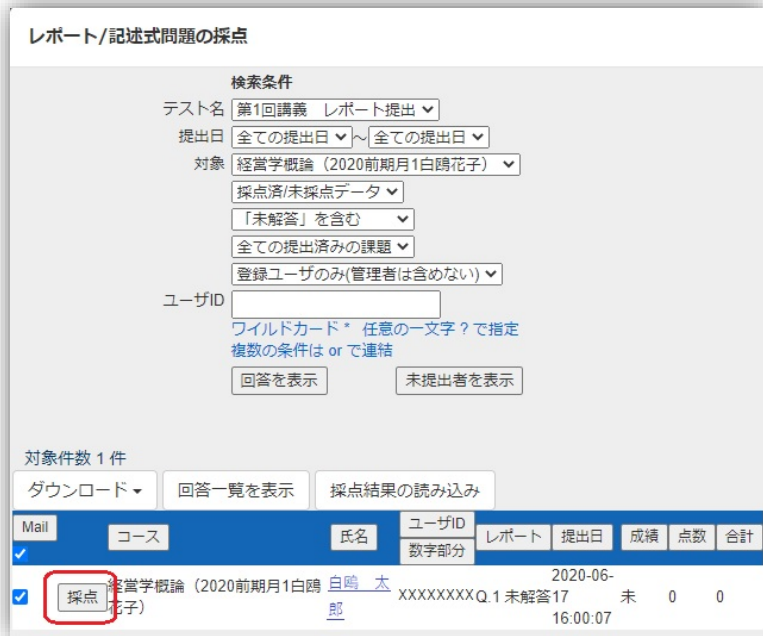 レポート/記述式問題の採点
検索条件
テスト名 第1回講義　レポート提出
提出日 全ての提出日 ～ 全ての提出日
対象 経営学概論（2020前期月1白鴎花子）
採点済/未採点データ
「未解答」を含む
全ての提出済みの課題
登録ユーザのみ(管理者は含めない)
ユーザID
ワイルドカード * 任意の一文字 ? で指定
複数の条件は or で連結
回答を表示 未提出者を表示
対象件数 1 件
ダウンロード 回答一覧を表示 採点結果の読み込み
Mail コース 氏名 ユーザID 数字部分 レポート 提出日 成績 点数 合計
採点 経営学概論（2020前期月1白鴎 白鴎　太 XXXXXXXX Q.1 未解答 2020-06- 未 0 0
花子） 郎 17
16:00:07